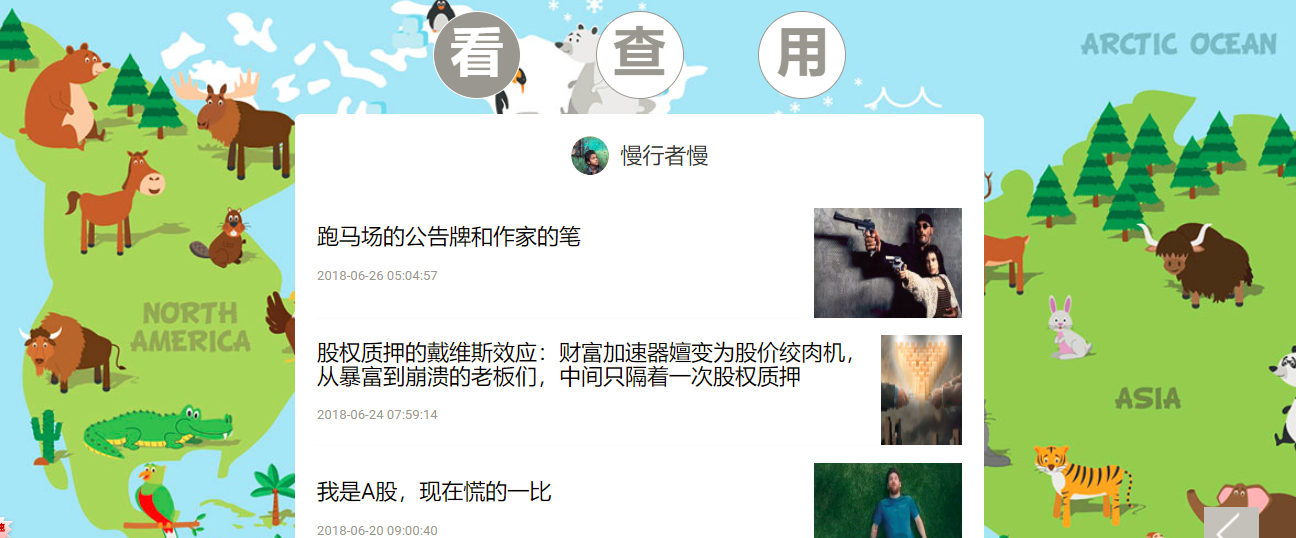 看 查 用
ARCTIC OCEAN
慢行者慢
跑马场的公告牌和作家的笔
2018-06-26 05:04:57
NORTH
AMERICA
股权质押的戴维斯效应：财富加速器嬗变为股价绞肉机，
从暴富到崩溃的老板们，中间只隔着一次股权质押
2018-06-24 07:59:14
ASIA
我是A股，现在慌的一比
2018-06-20 09:00:40